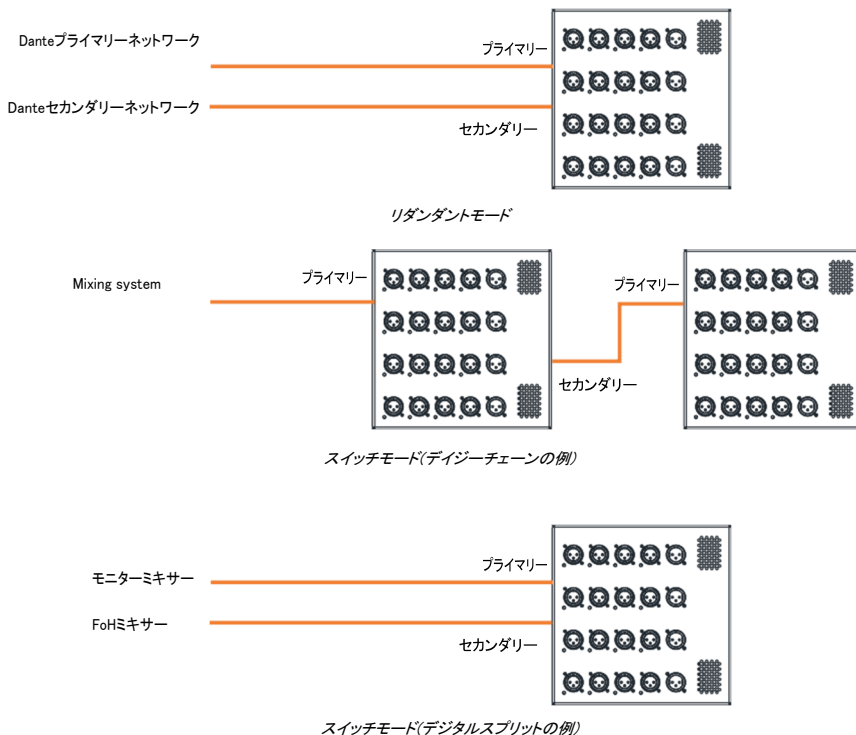 Danteプライマリーネットワーク
プライマリー
Danteセカンダリーネットワーク
セカンダリー
リダンダントモード
Mixing system
プライマリー
プライマリー
セカンダリー
スイッチモード(デイジーチェーンの例)
プライマリー
モニターミキサー
FoHミキサー
セカンダリー
スイッチモード(デジタルスプリットの例)